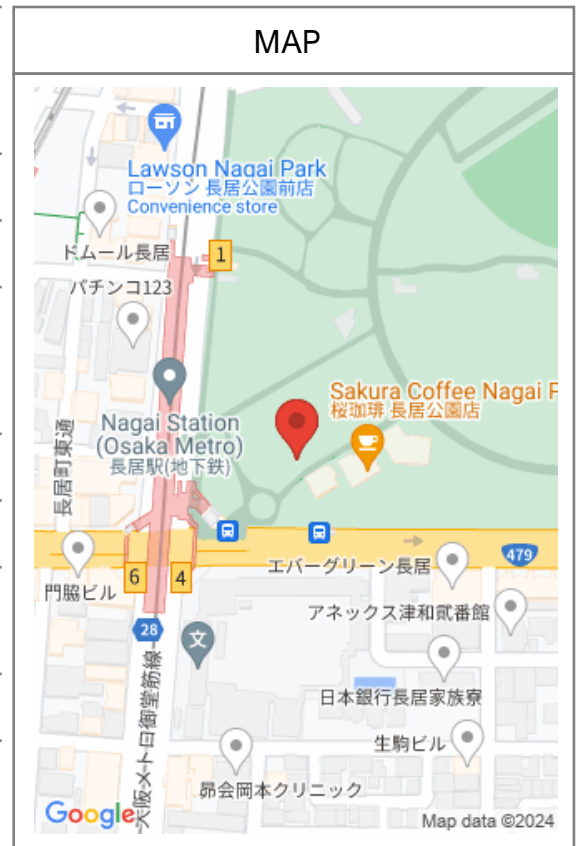 MAP
Lawson Nagai Park
ローソン 長居公園前店
Convenience store
ドムール長居
1
パチンコ123
Sakura Coffee Nagai P
桜珈琲 長居公園店
Nagai Station
(Osaka Metro)
長居駅(地下鉄)
長居町東通
479
エバーグリーン長居
6
4
門脇ビル
アネックス津和貮番館
28
文
日本銀行長居家族寮
大阪メトロ御堂筋線
生駒ビル
昴会岡本クリニック
Google
Map data ©2024